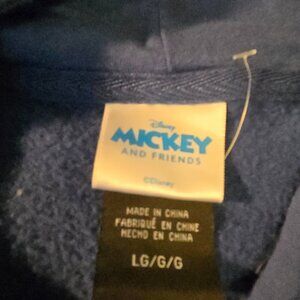 Disney
MICKEY
AND FRIENDS
©Disney
MADE IN CHINA
FABRIQUÉ EN CHINE
HECHO EN CHINA
LG/G/G